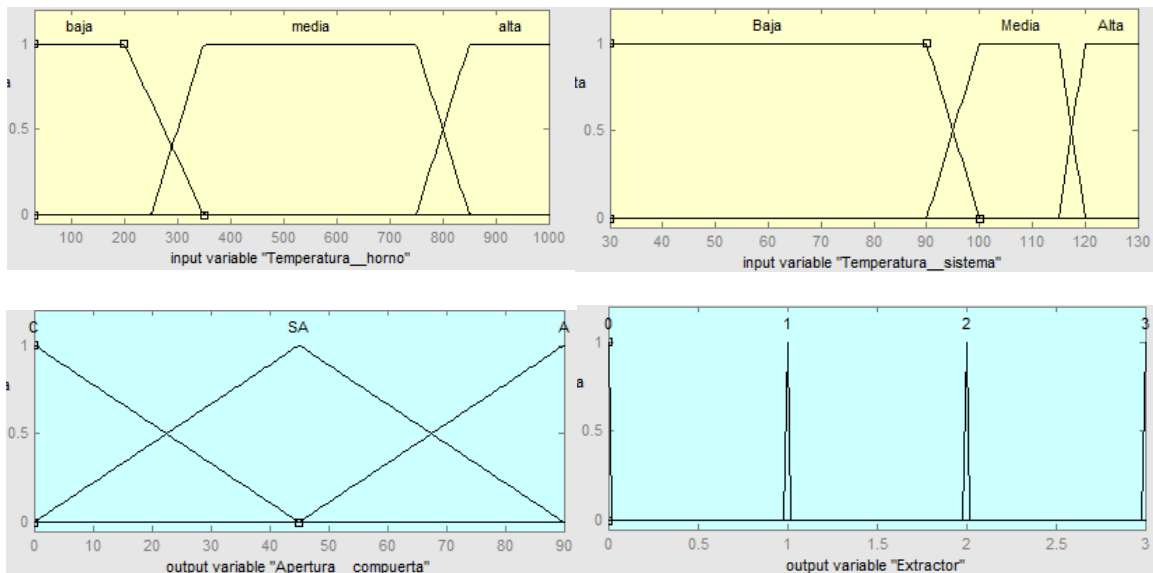 baja media alta
1
0.5
0
100 200 300 400 500 600 700 800 900 1000
input variable "Temperatura__horno"
Baja Media Alta
ta
1
0.5
0
30 40 50 60 70 80 90 100 110 120 130
input variable "Temperatura__sistema"
C SA A
1
0.5
0
0 10 20 30 40 50 60 70 80 90
output variable "Apertura__compuerta"
0 1 2 3
a
1
0.5
0
0 0.5 1 1.5 2 2.5 3
output variable "Extractor"